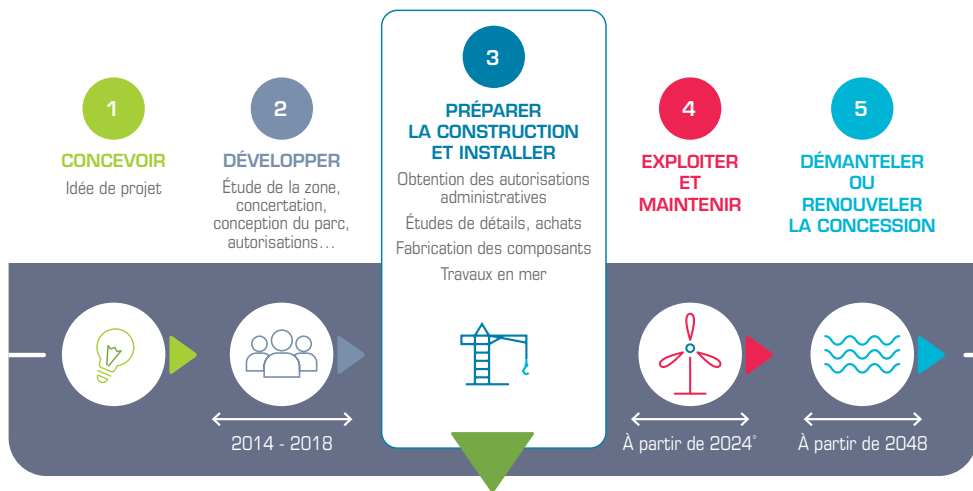 1
CONCEVOIR
Idée de projet
2
DÉVELOPPER
Étude de la zone,
concertation,
conception du parc,
autorisations...
2014 - 2018
3
PRÉPARER
LA CONSTRUCTION
ET INSTALLER
Obtention des autorisations
administratives
Études de détails, achats
Fabrication des composants
Travaux en mer
4
EXPLOITER
ET
MAINTENIR
À partir de 2024*
5
DÉMANTELER
OU
RENOUVELER
LA CONCESSION
À partir de 2048